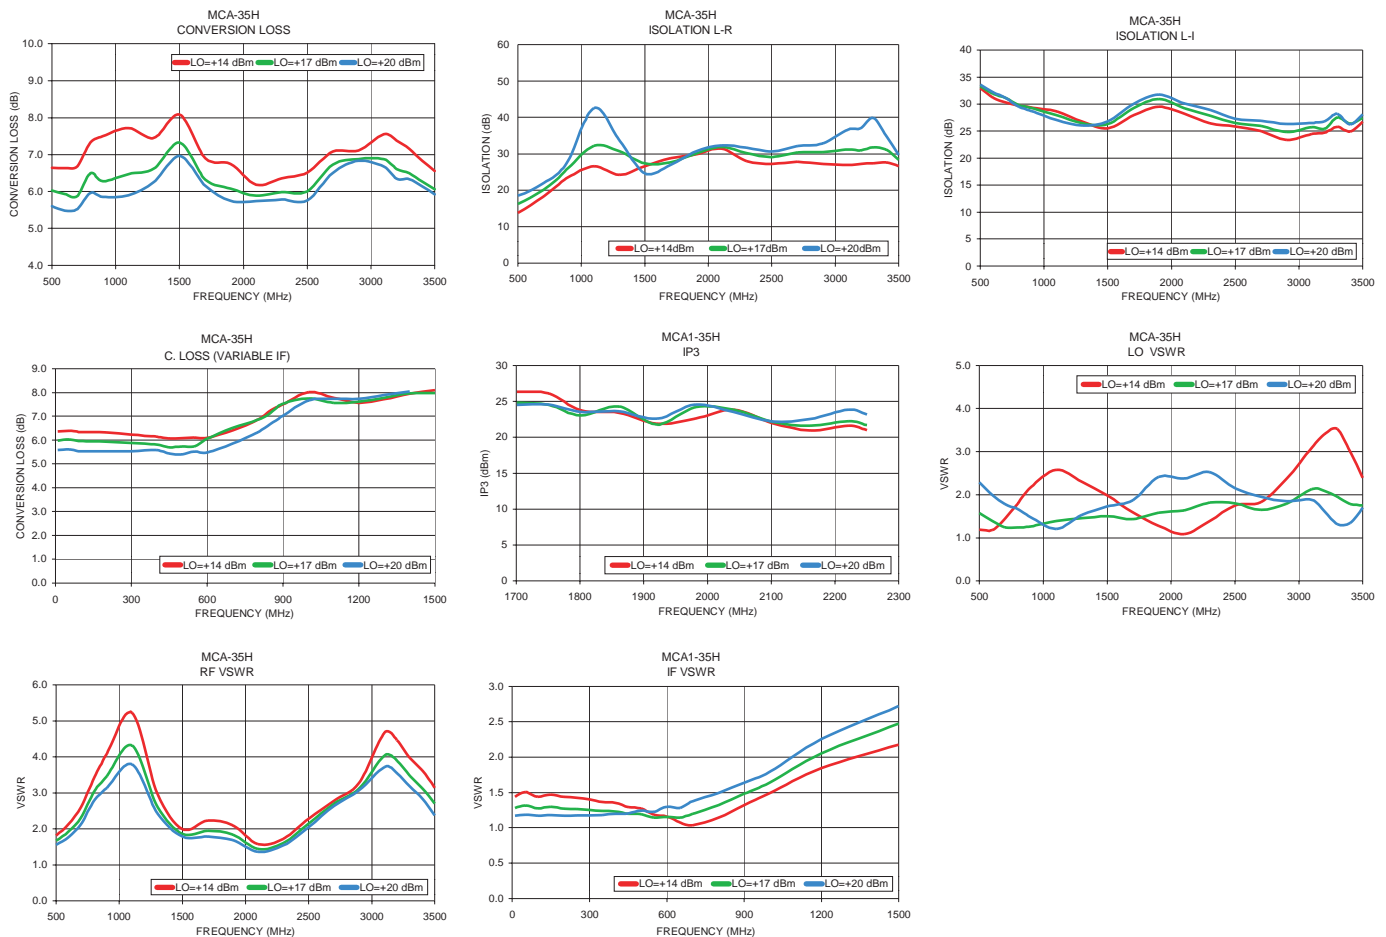 MCA-35H
CONVERSION LOSS
10.0
9.0
8.0
7.0
6.0
5.0
4.0
CONVERSION LOSS (dB)
LO=+14 dBm LO=+17 dBm LO=+20 dBm
500 1000 1500 2000 2500 3000 3500
FREQUENCY (MHz)
MCA-35H
ISOLATION L-R
60
50
40
30
20
10
0
ISOLATION (dB)
LO=+14dBm LO=+17dBm LO=+20dBm
500 1000 1500 2000 2500 3000 3500
FREQUENCY (MHz)
MCA-35H
ISOLATION L-I
40
35
30
25
20
15
10
5
0
ISOLATION (dB)
LO=+14 dBm LO=+17 dBm LO=+20 dBm
500 1000 1500 2000 2500 3000 3500
FREQUENCY (MHz)
MCA-35H
C. LOSS (VARIABLE IF)
9.0
8.0
7.0
6.0
5.0
4.0
3.0
2.0
1.0
0.0
CONVERSION LOSS (dB)
LO=+14 dBm LO=+17 dBm LO=+20 dBm
0 300 600 900 1200 1500
FREQUENCY (MHz)
MCA1-35H
IP3
30
25
20
15
10
5
0
IP3 (dBm)
LO=+14 dBm LO=+17 dBm LO=+20 dBm
1700 1800 1900 2000 2100 2200 2300
FREQUENCY (MHz)
MCA-35H
LO VSWR
5.0
4.0
3.0
2.0
1.0
0.0
VSWR
LO=+14 dBm LO=+17 dBm LO=+20 dBm
500 1000 1500 2000 2500 3000 3500
FREQUENCY (MHz)
MCA-35H
RF VSWR
6.0
5.0
4.0
3.0
2.0
1.0
0.0
VSWR
LO=+14 dBm LO=+17 dBm LO=+20 dBm
500 1000 1500 2000 2500 3000 3500
FREQUENCY (MHz)
MCA1-35H
IF VSWR
3.0
2.5
2.0
1.5
1.0
0.5
0.0
VSWR
LO=+14 dBm LO=+17 dBm LO=+20 dBm
0 300 600 900 1200 1500
FREQUENCY (MHz)